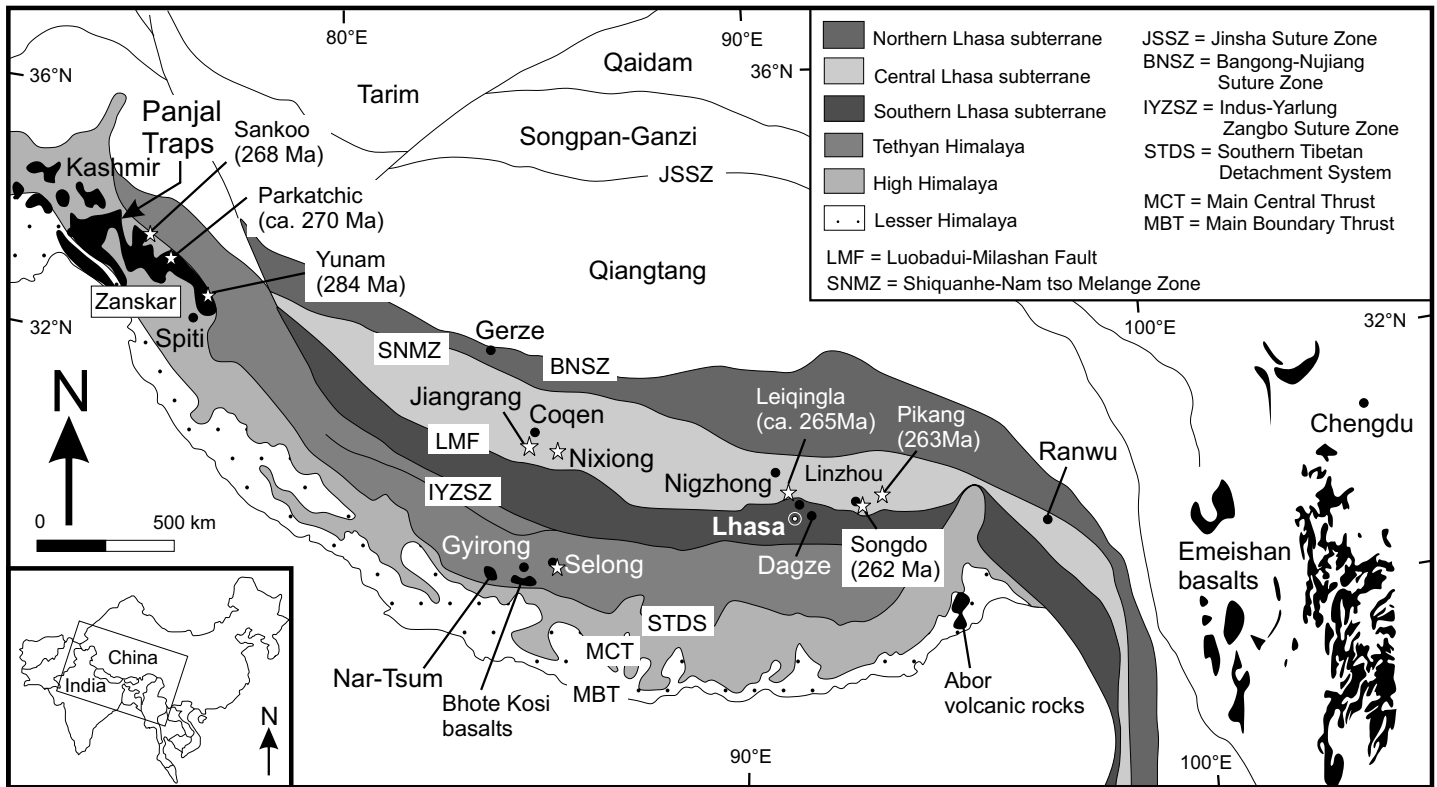 80°E
90°E
36°N
36°N
Qaidam
Tarim
Songpan-Ganzi
JSSZ
Panjal
Traps
Sankoo
(268 Ma)
Kashmir
Parkatchic
(ca. 270 Ma)
Yunam
(284 Ma)
Qiangtang
Zanskar
32°N
Spiti
Northern Lhasa subterrane
Central Lhasa subterrane
Southern Lhasa subterrane
Tethyan Himalaya
High Himalaya
Lesser Himalaya
JSSZ = Jinsha Suture Zone
BNSZ = Bangong-Nujiang
Suture Zone
IYZSZ = Indus-Yarlung
Zangbo Suture Zone
STDS = Southern Tibetan
Detachment System
MCT = Main Central Thrust
MBT = Main Boundary Thrust
LMF = Luobadui-Milashan Fault
SNMZ = Shiquanhe-Nam tso Melange Zone
100°E
32°N
SNMZ
Gerze
BNSZ
N
Jiangrang
Coqen
LMF
Nixiong
Leiqingla
(ca. 265Ma)
Pikang
(263Ma)
Ranwu
Chengdu
Nigzhong
Linzhou
IYZSZ
0
500 km
Lhasa
Dagze
Songdo
(262 Ma)
Emeishan
basalts
Gyirong
Selong
STDS
MCT
MBT
Nar-Tsum
Bhote Kosi
basalts
Abor
volcanic rocks
China
India
N
90°E
100°E